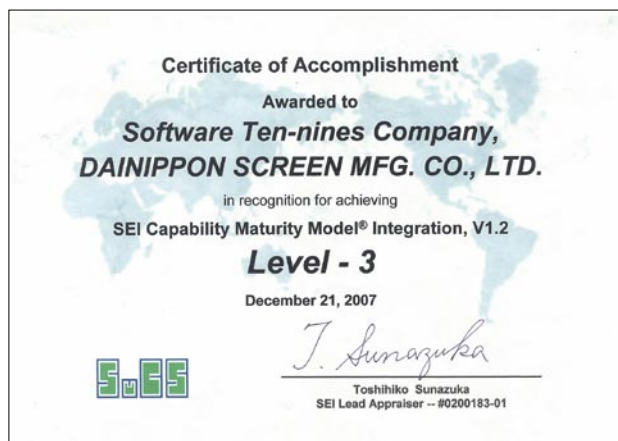 Certificate of Accomplishment
Awarded to
Software Ten-nines Company,
DAINIPPON SCREEN MFG. CO., LTD.
in recognition for achieving
SEI Capability Maturity Model® Integration, V1.2
Level - 3
December 21, 2007
T. Sunazuka
SuCS
Toshihiko Sunazuka
SEI Lead Appraiser -- #0200183-01